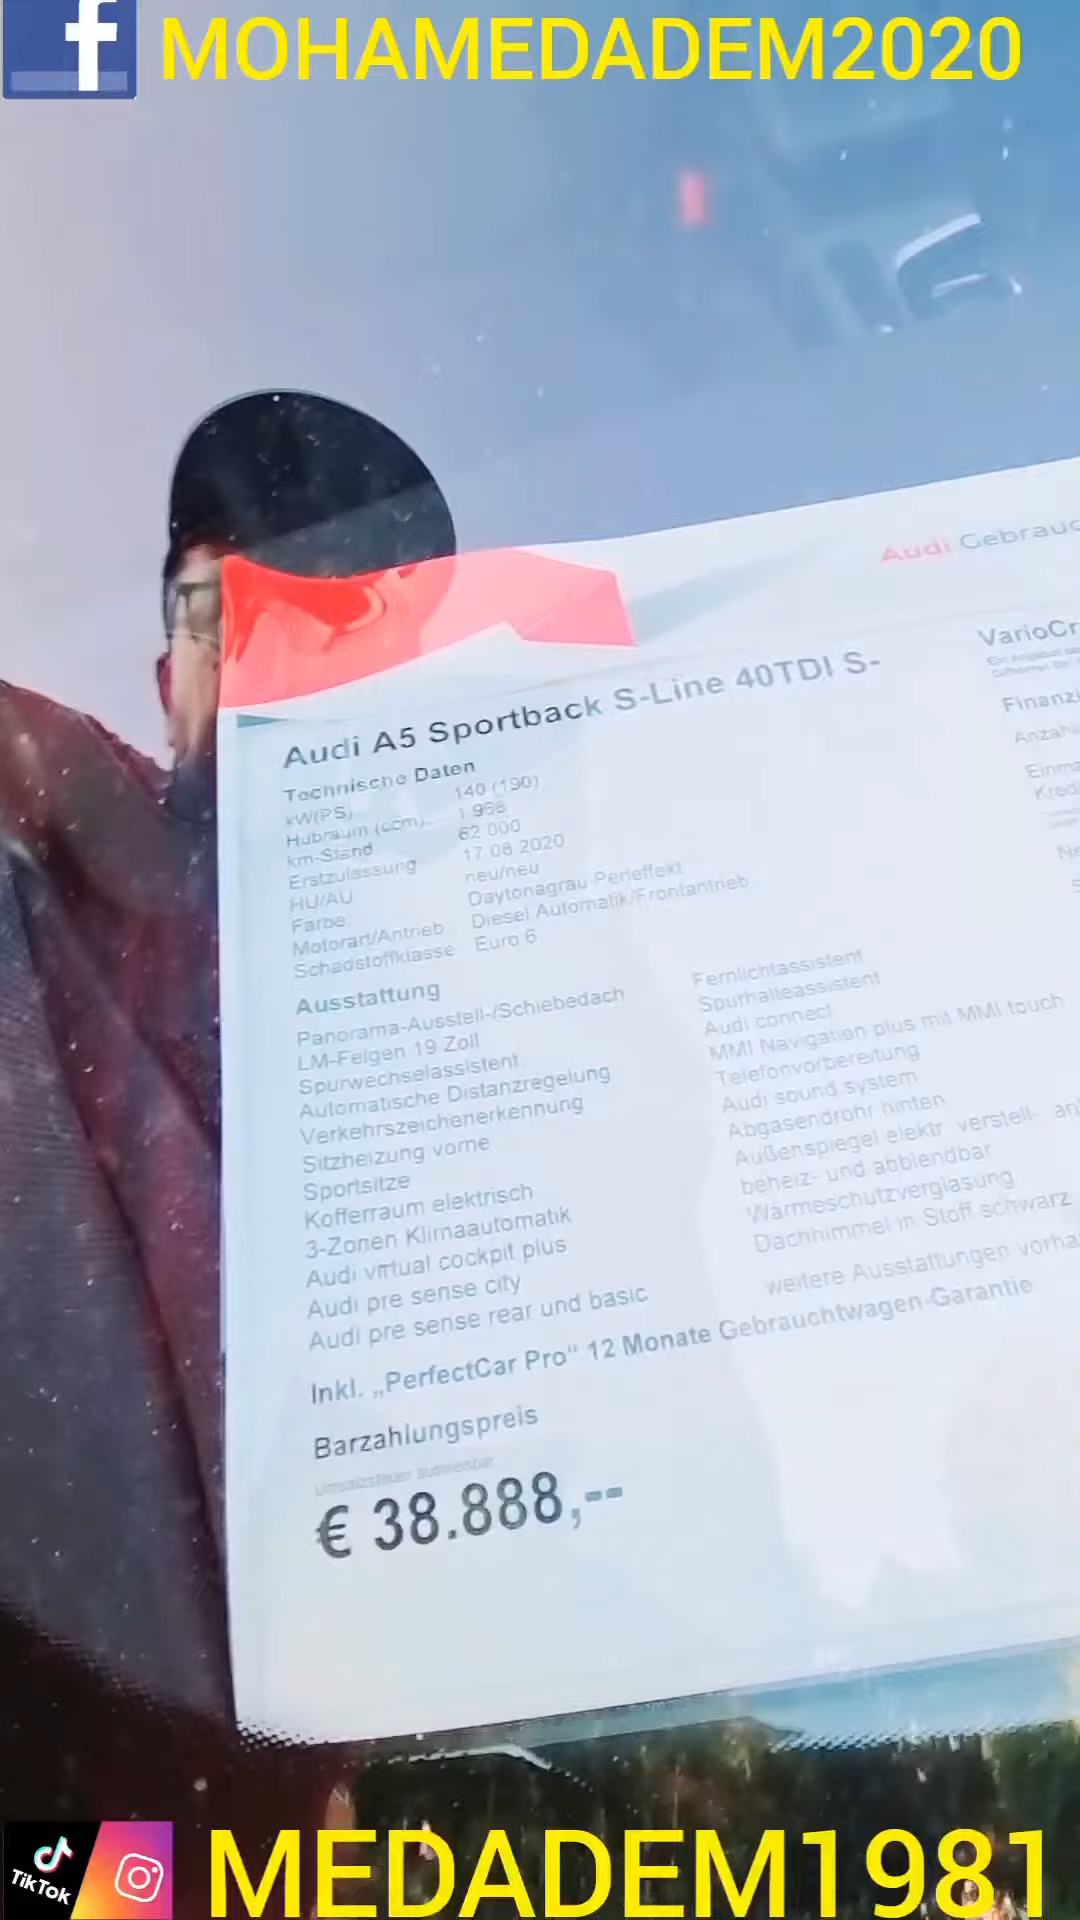 MOHAMEDADEM2020
Audi Gebrauc
Audi A5 Sportback S-Line 40TDI S-
Technische Daten
kW(PS) 140 (190)
Hubraum (ccm) 1 968
km-Stand 62 000
Erstzulassung 17 08 2020
HU/AU neu/neu
Farbe Daytonagrau Perleffekt
Motorart/Antrieb Diesel Automatik/Frontantrieb
Schadstoffklasse Euro 6
Ausstattung
Panorama-Ausstell-/Schiebedach
LM-Felgen 19 Zoll
Spurwechselassistent
Automatische Distanzregelung
Verkehrszeichenerkennung
Sitzheizung vorne
Sportsitze
Kofferraum elektrisch
3-Zonen Klimaautomatik
Audi virtual cockpit plus
Audi pre sense city
Audi pre sense rear und basic
Fernlichtassistent
Spurhalteassistent
Audi connect
MMI Navigation plus mit MMI touch
Telefonvorbereitung
Audi sound system
Abgasendrohr hinten
Außenspiegel elektr. verstell- an
beheiz- und abblendbar
Wärmeschutzverglasung
Dachhimmel in Stoff schwarz
weitere Ausstattungen vorha
Inkl. „PerfectCar Pro“ 12 Monate Gebrauchtwagen-Garantie
Barzahlungspreis
Umsatzsteuer ausweisbar
€ 38.888,--
VarioCr
Finanzi
Anzahl
Einma
Kred
TikTok
MEDADEM1981